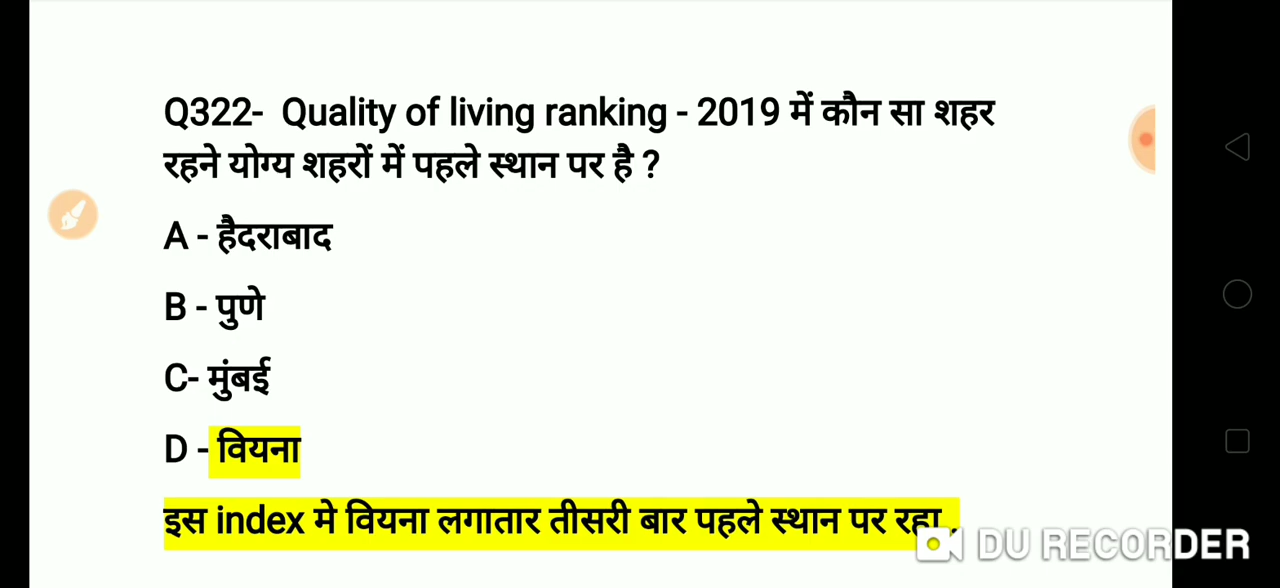 Q322- Quality of living ranking - 2019 में कौन सा शहर
रहने योग्य शहरों में पहले स्थान पर है ?
A - हैदराबाद
B - पुणे
C- मुंबई
D - वियना
इस index मे वियना लगातार तीसरी बार पहले स्थान पर रहा .
DU RECORDER